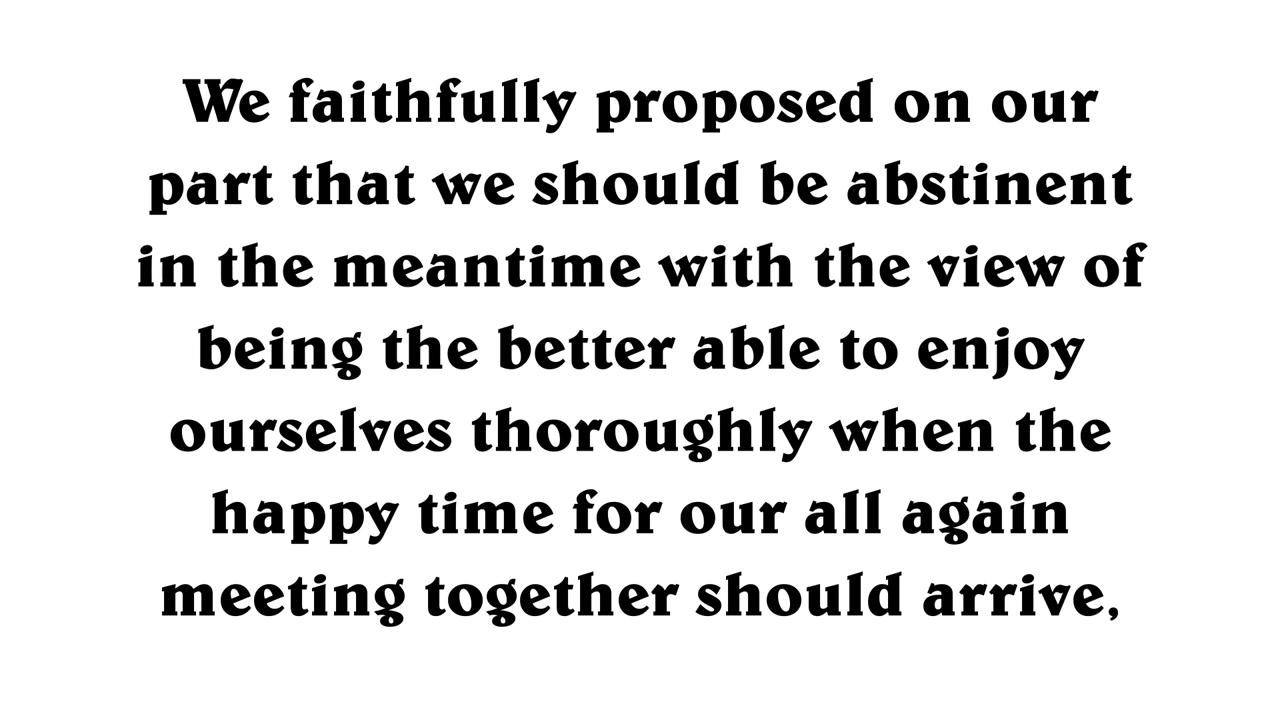 We faithfully proposed on our
part that we should be abstinent
in the meantime with the view of
being the better able to enjoy
ourselves thoroughly when the
happy time for our all again
meeting together should arrive,